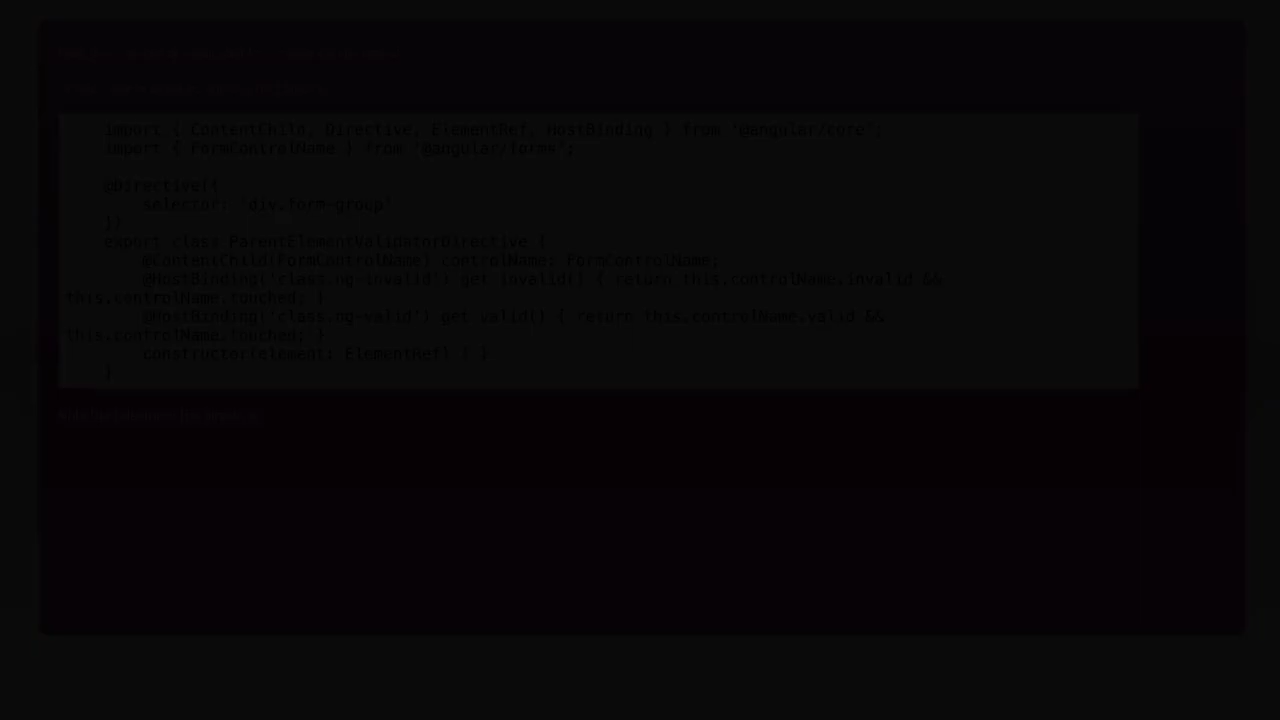 import { ContentChild, Directive, ElementRef, HostBinding } from '@angular/core';
import { FormControlName } from '@angular/forms';
@Directive({
selector: 'div.form-group'
})
export class ParentElementValidatorDirective {
@ContentChild(FormControlName) controlName: FormControlName;
@HostBinding('class.ng-invalid') get invalid() { return this.controlName.invalid &&
this.controlName.touched; }
@HostBinding('class.ng-valid') get valid() { return this.controlName.valid &&
this.controlName.touched; }
constructor(element: ElementRef) { }
}